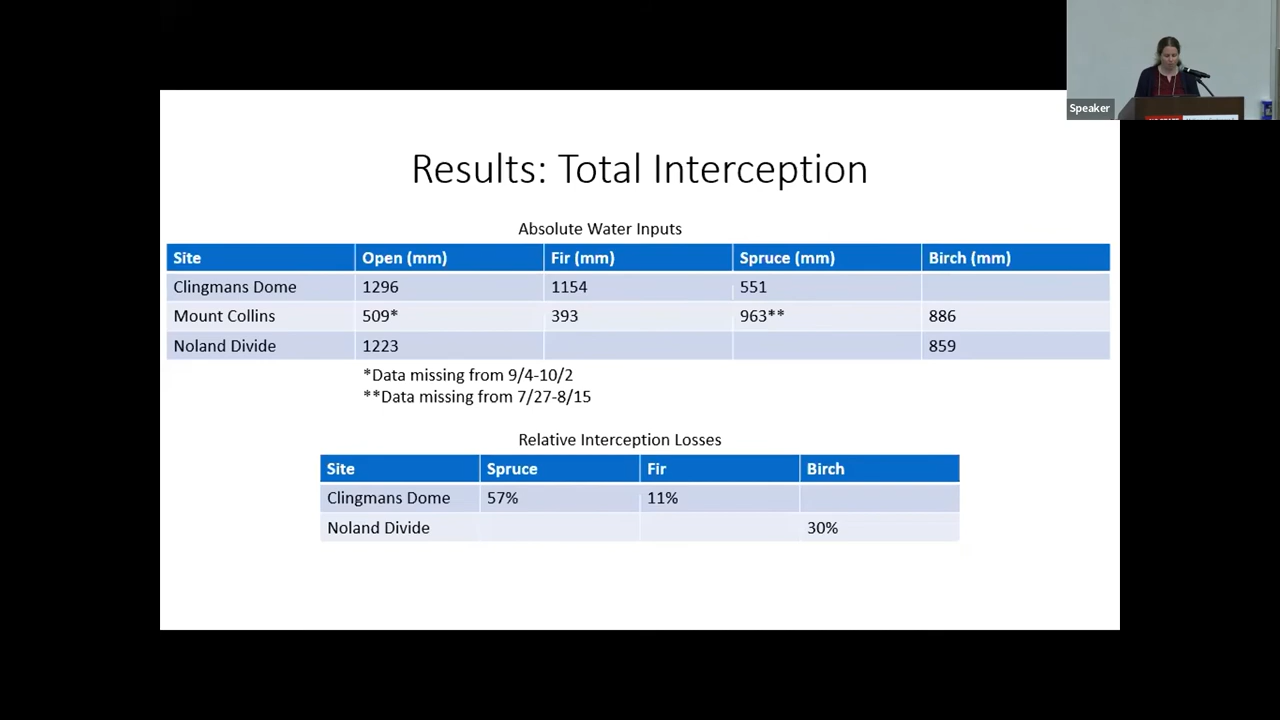 Speaker
Results: Total Interception
Absolute Water Inputs
Site Open (mm) Fir (mm) Spruce (mm) Birch (mm)
Clingmans Dome 1296 1154 551
Mount Collins 509* 393 963** 886
Noland Divide 1223 859
*Data missing from 9/4-10/2
**Data missing from 7/27-8/15
Relative Interception Losses
Site Spruce Fir Birch
Clingmans Dome 57% 11%
Noland Divide 30%